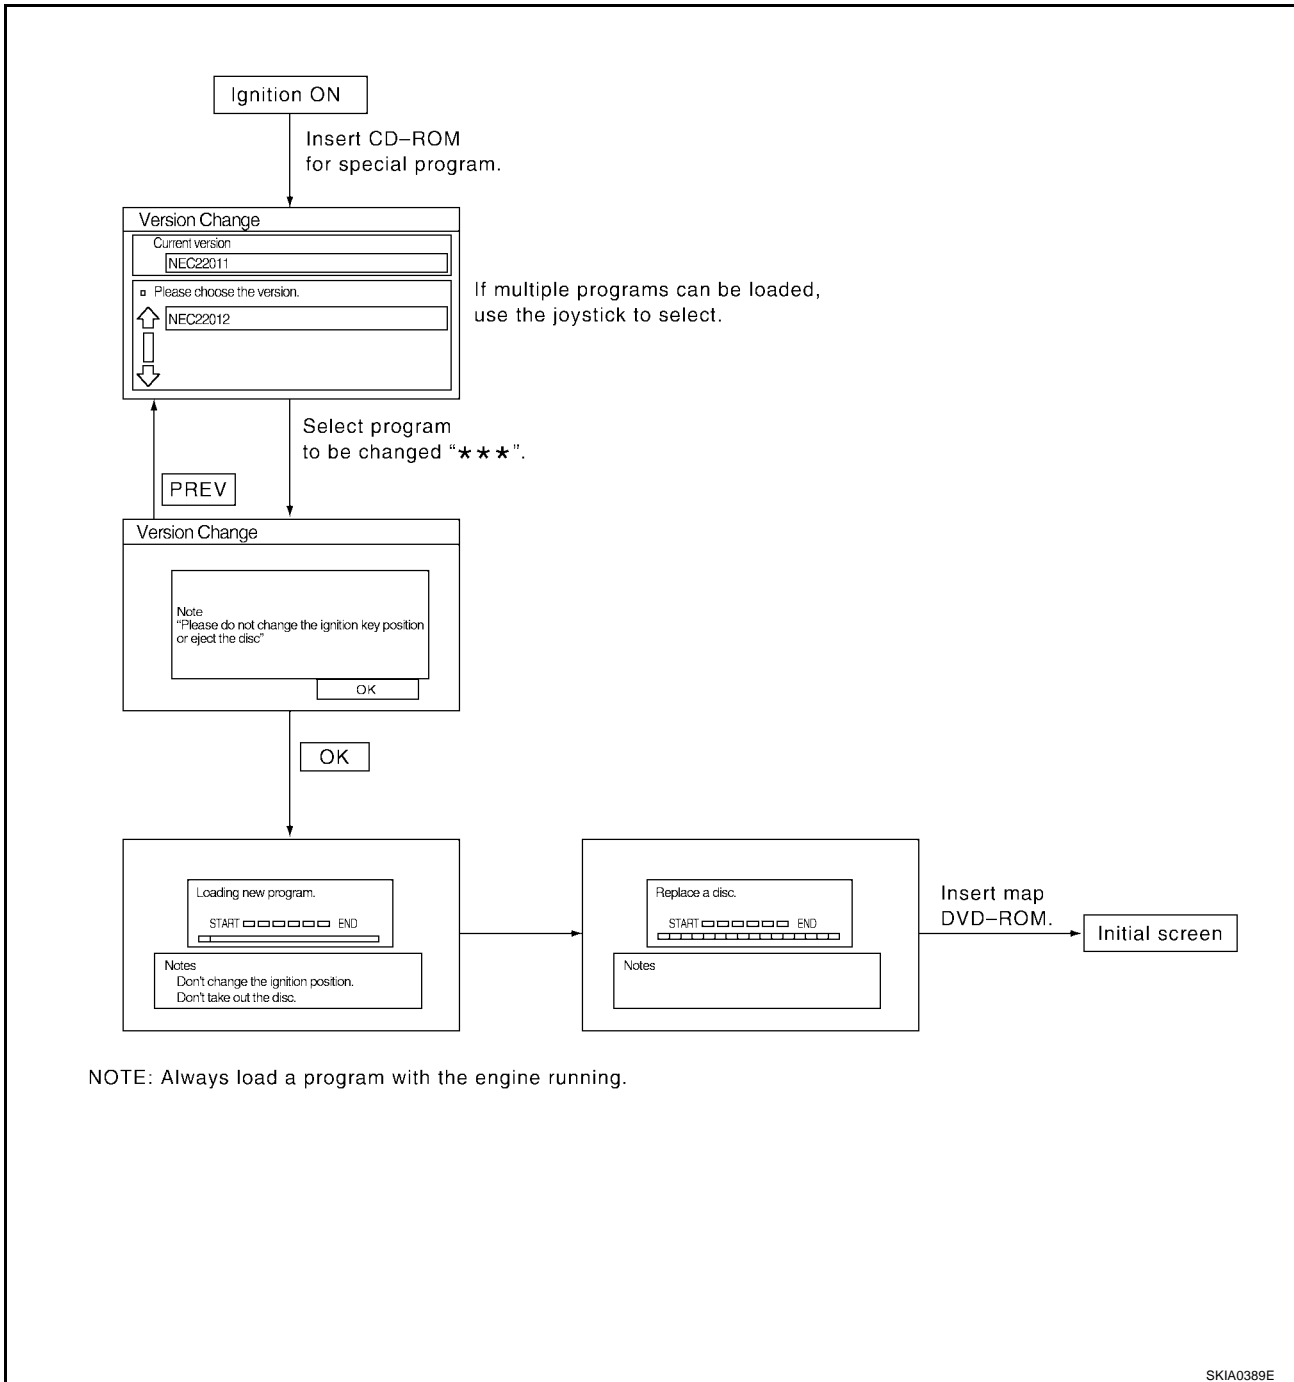 Ignition ON
Insert CD–ROM
for special program.
Version Change
Current version
NEC22011
Please choose the version.
NEC22012
If multiple programs can be loaded,
use the joystick to select.
Select program
to be changed “★★★”.
PREV
Version Change
Note
“Please do not change the ignition key position
or eject the disc”
OK
OK
Loading new program.
START END
Notes
Don't change the ignition position.
Don't take out the disc.
Replace a disc.
START END
Notes
Insert map
DVD–ROM.
Initial screen
NOTE: Always load a program with the engine running.
SKIA0389E